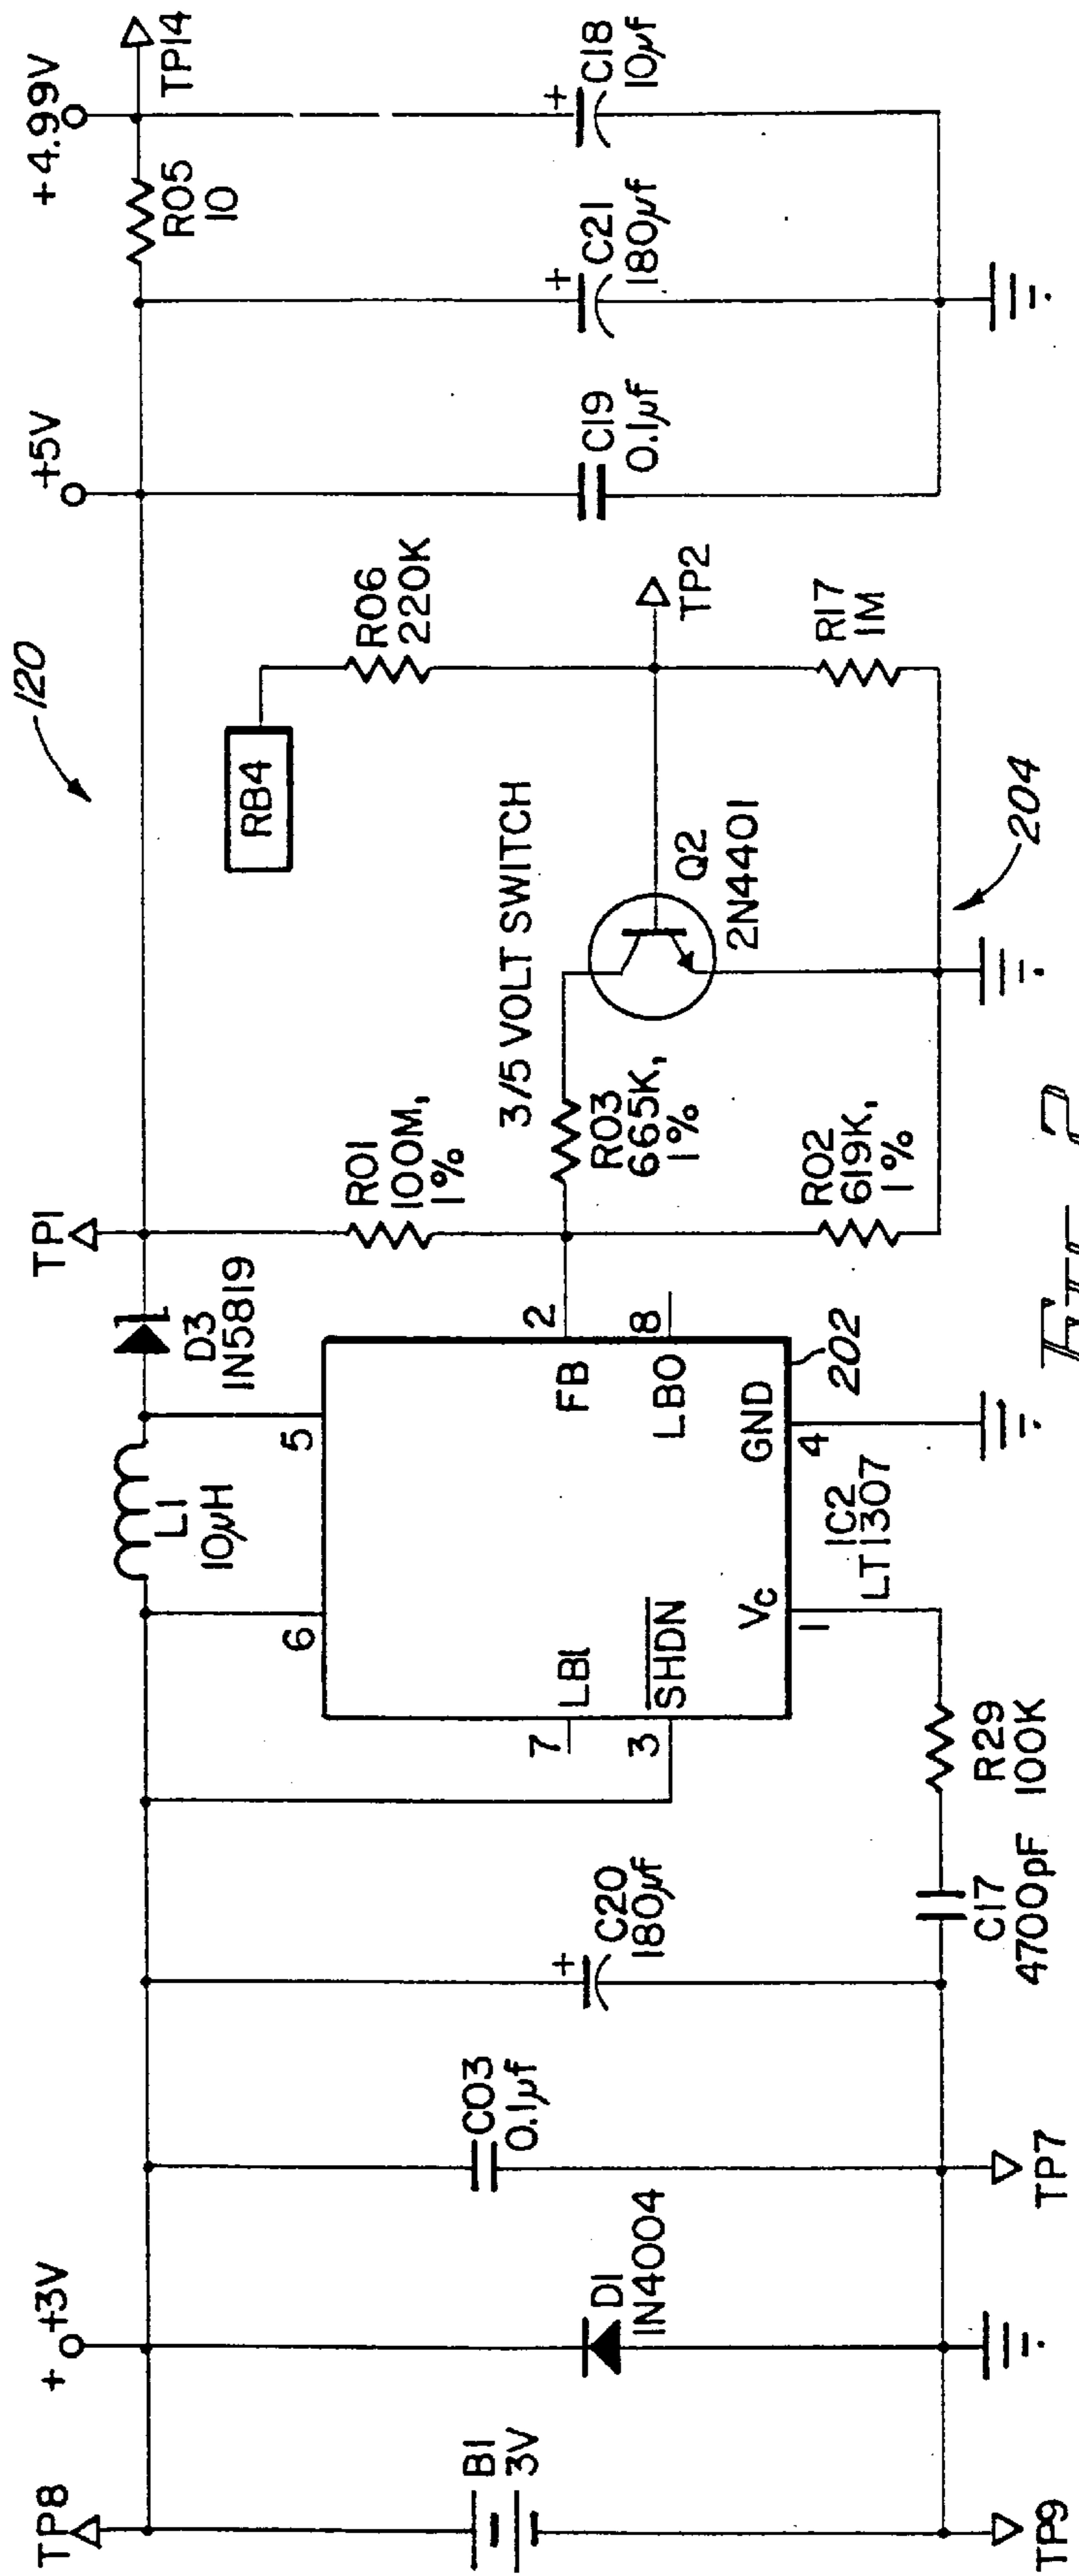 120
TP8
+ +3V
B1
3V
TP9
D1
1N4004
C03
0.1µf
TP7
C20
180µf
C17
4700pF
R29
100K
L1
10µH
6
5
7
LBI
3
SHDN
Vc
1
FB
2
LBO
8
GND
4
IC2
LT1307
202
D3
1N5819
TP1
R01
100M,
1%
R03
665K,
1%
R02
619K,
1%
3/5 VOLT SWITCH
Q2
2N4401
204
RB4
R06
220K
TP2
R17
1M
+5V
C19
0.1µf
C21
180µf
+
R05
10
+4.99V
TP14
C18
10µf
+
+
FIG. 2